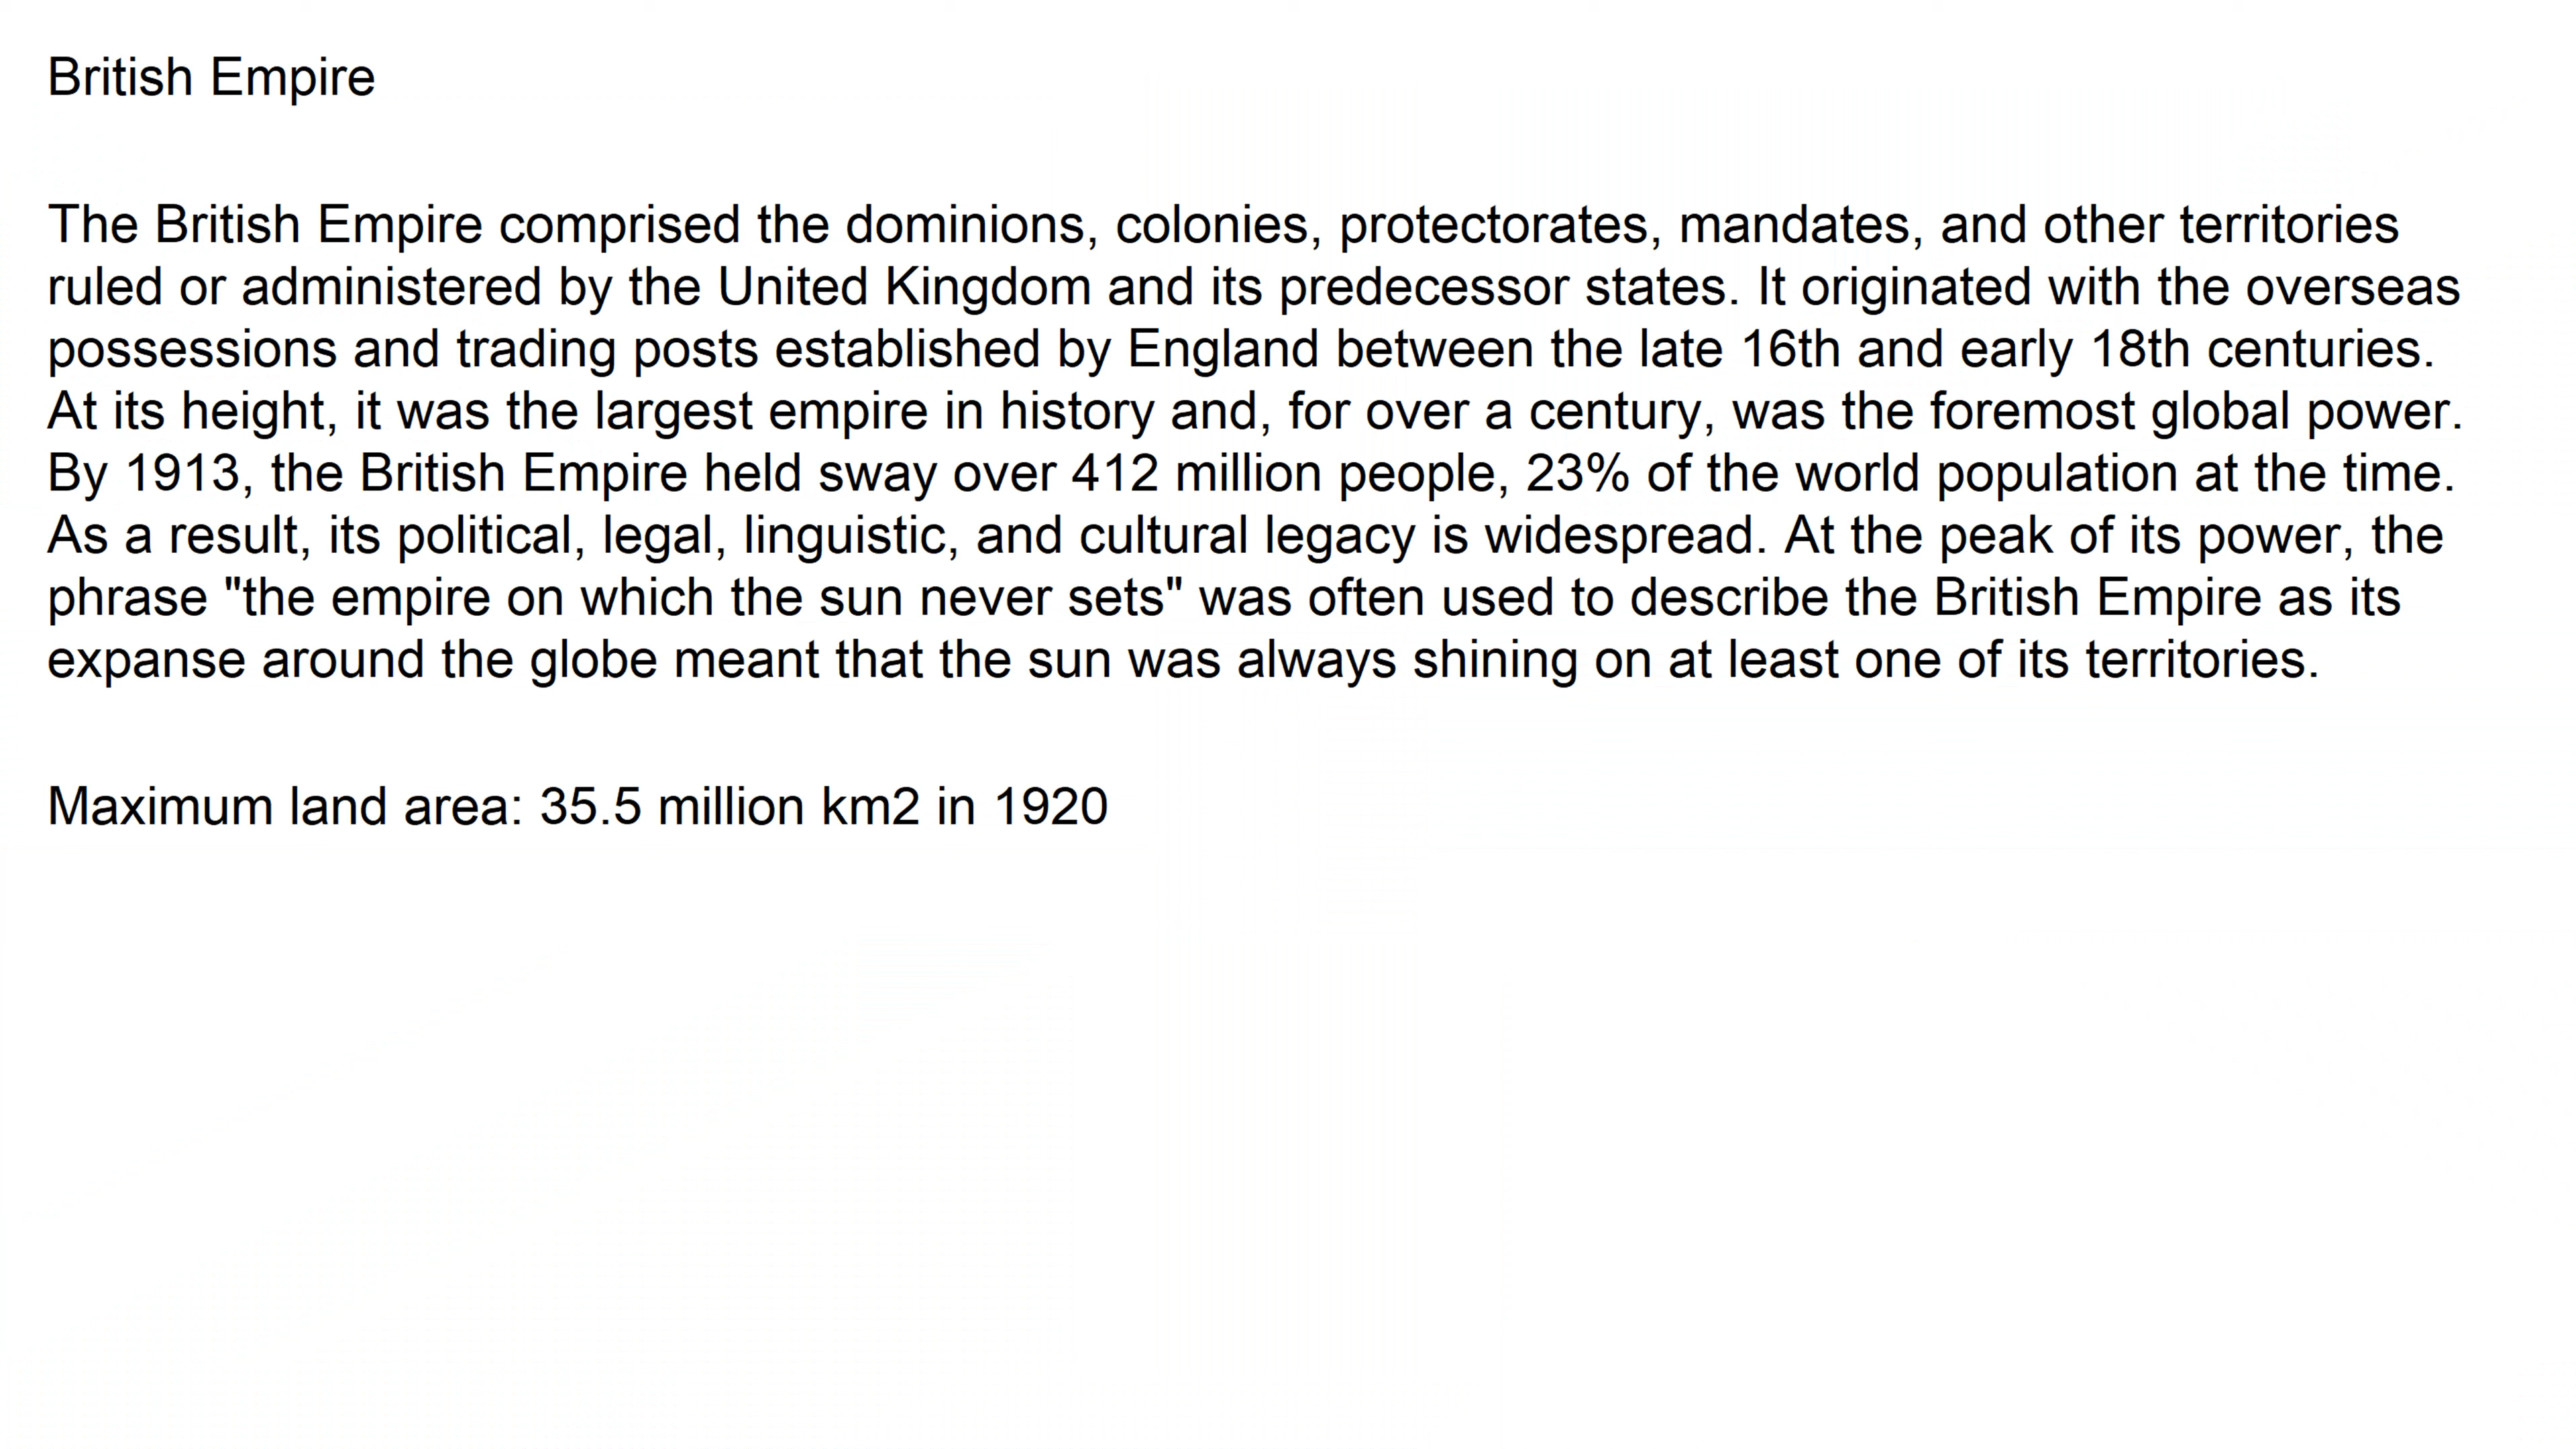 British Empire
The British Empire comprised the dominions, colonies, protectorates, mandates, and other territories
ruled or administered by the United Kingdom and its predecessor states. It originated with the overseas
possessions and trading posts established by England between the late 16th and early 18th centuries.
At its height, it was the largest empire in history and, for over a century, was the foremost global power.
By 1913, the British Empire held sway over 412 million people, 23% of the world population at the time.
As a result, its political, legal, linguistic, and cultural legacy is widespread. At the peak of its power, the
phrase "the empire on which the sun never sets" was often used to describe the British Empire as its
expanse around the globe meant that the sun was always shining on at least one of its territories.
Maximum land area: 35.5 million km2 in 1920